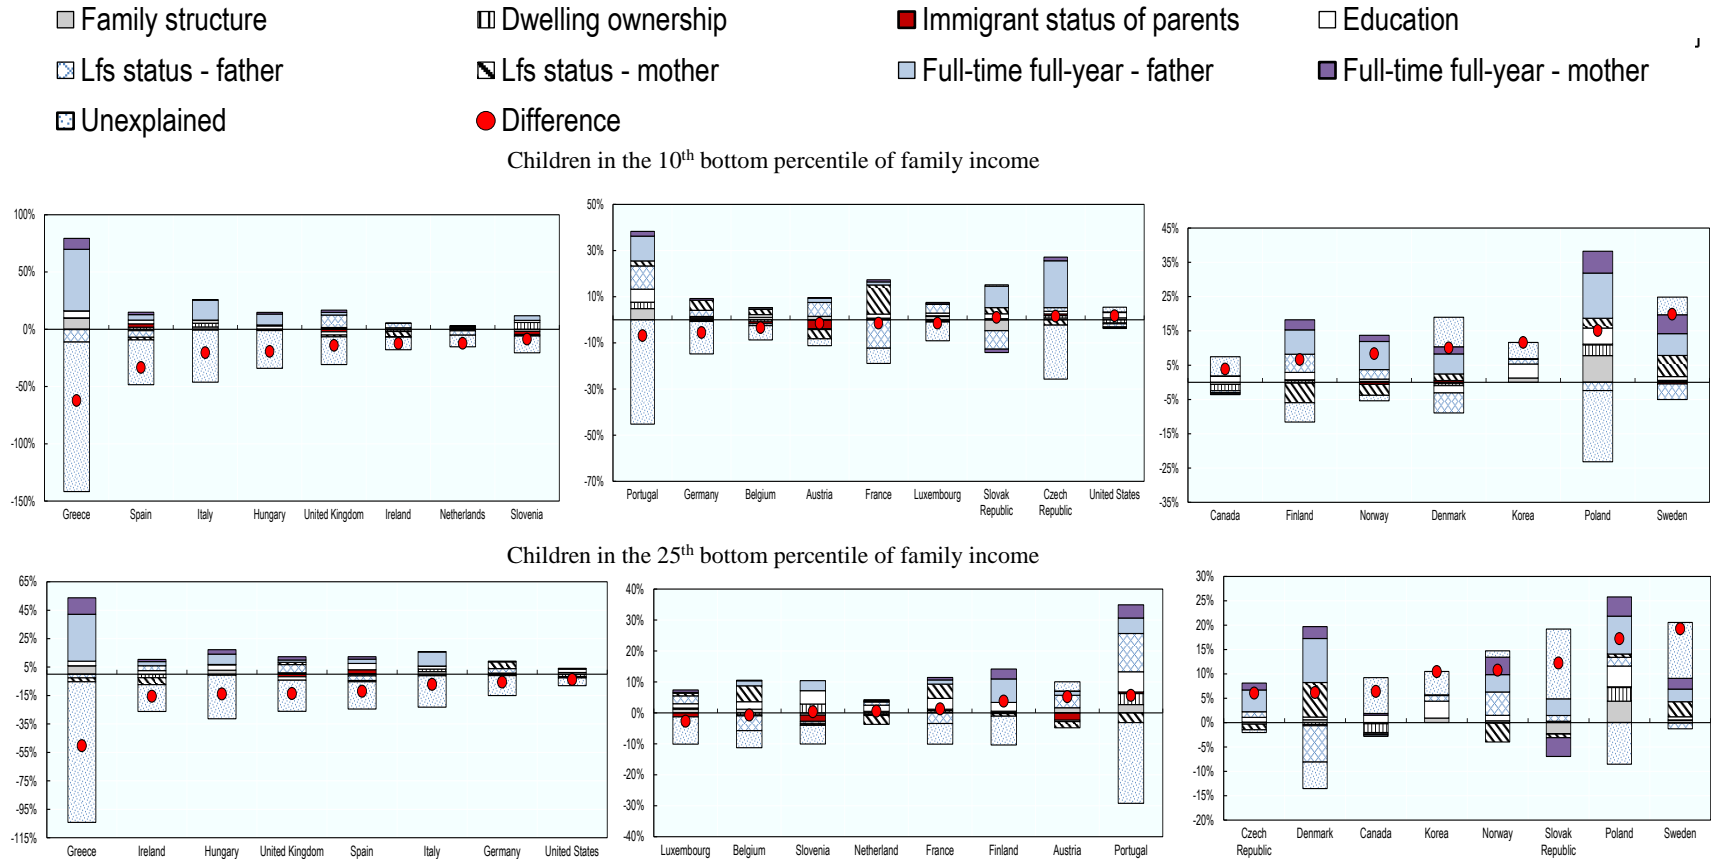 Family structure
Dwelling ownership
Immigrant status of parents
Education
Lfs status - father
Lfs status - mother
Full-time full-year - father
Full-time full-year - mother
Unexplained
Difference
Children in the 10th bottom percentile of family income
100%
50%
0%
-50%
-100%
-150%
Greece Spain Italy Hungary United Kingdom Ireland Netherlands Slovenia
50%
30%
10%
-10%
-30%
-50%
-70%
Portugal Germany Belgium Austria France Luxembourg Slovak Republic Czech Republic United States
45%
35%
25%
15%
5%
-5%
-15%
-25%
-35%
Canada Finland Norway Denmark Korea Poland Sweden
Children in the 25th bottom percentile of family income
65%
45%
25%
5%
-15%
-35%
-55%
-75%
-95%
-115%
Greece Ireland Hungary United Kingdom Spain Italy Germany United States
40%
30%
20%
10%
0%
-10%
-20%
-30%
-40%
Luxembourg Belgium Slovenia Netherland France Finland Austria Portugal
30%
25%
20%
15%
10%
5%
0%
-5%
-10%
-15%
-20%
Czech Republic Denmark Canada Korea Norway Slovak Republic Poland Sweden